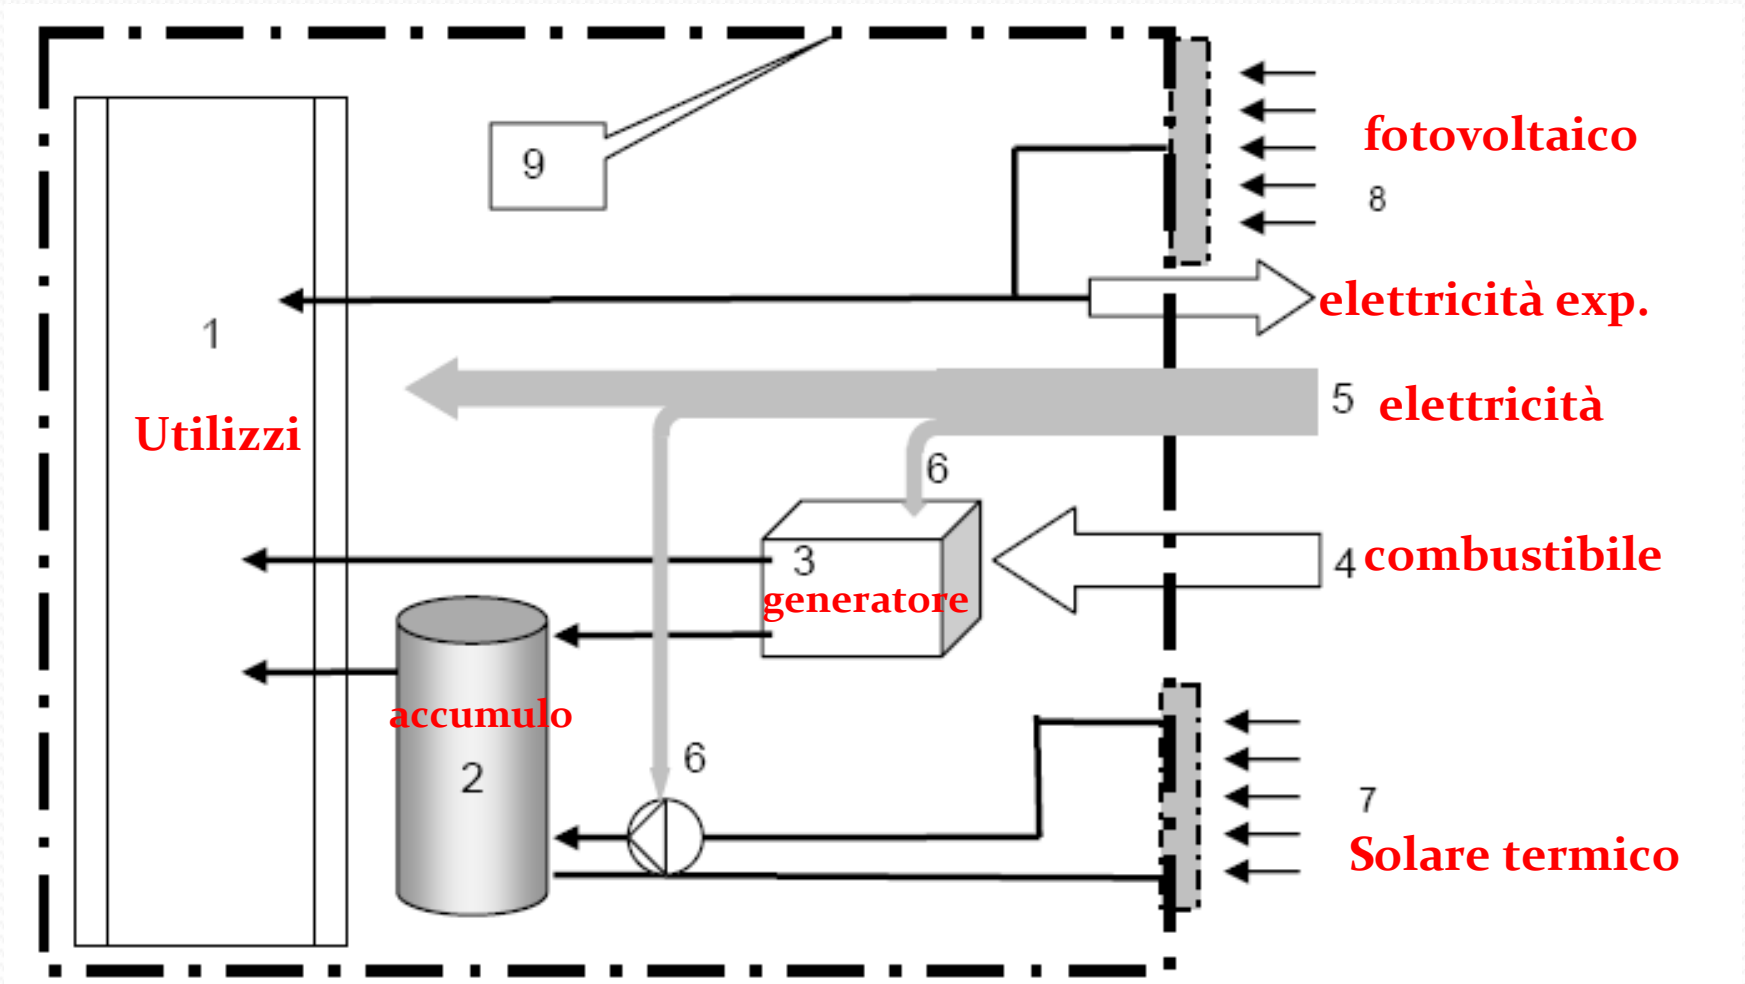 9
fotovoltaico
8
elettricità exp.
1
5 elettricità
Utilizzi
6
3
4 combustibile
generatore
accumulo
6
2
7
Solare termico